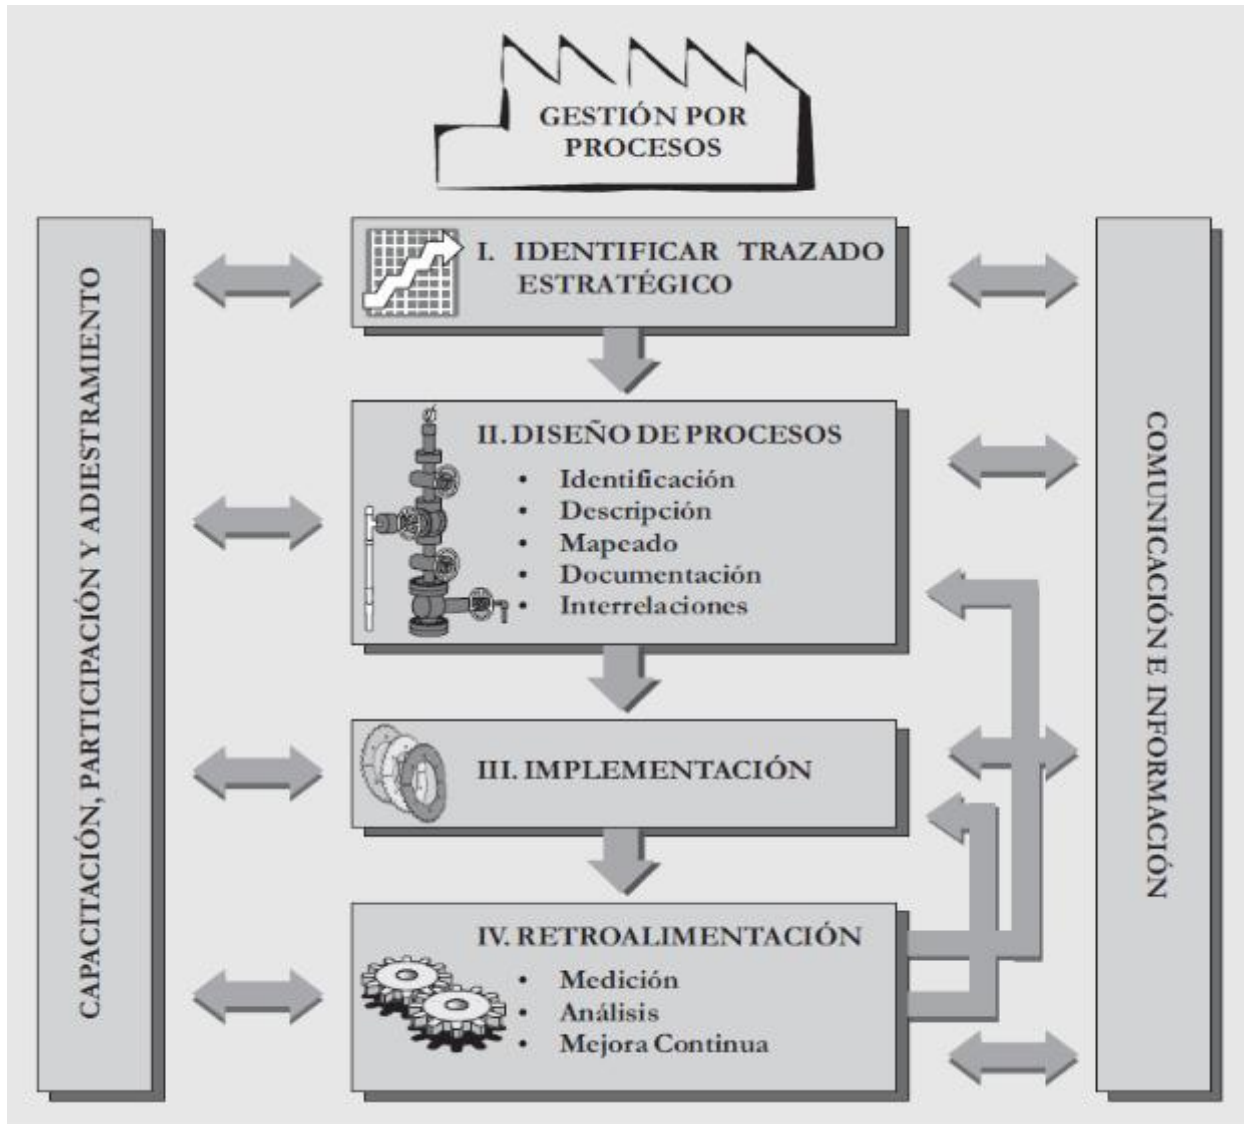 GESTIÓN POR
PROCESOS
CAPACITACIÓN, PARTICIPACIÓN Y ADIESTRAMIENTO
I. IDENTIFICAR TRAZADO
ESTRATÉGICO
II. DISEÑO DE PROCESOS
• Identificación
• Descripción
• Mapeado
• Documentación
• Interrelaciones
III. IMPLEMENTACIÓN
IV. RETROALIMENTACIÓN
• Medición
• Análisis
• Mejora Continua
COMUNICACIÓN E INFORMACIÓN